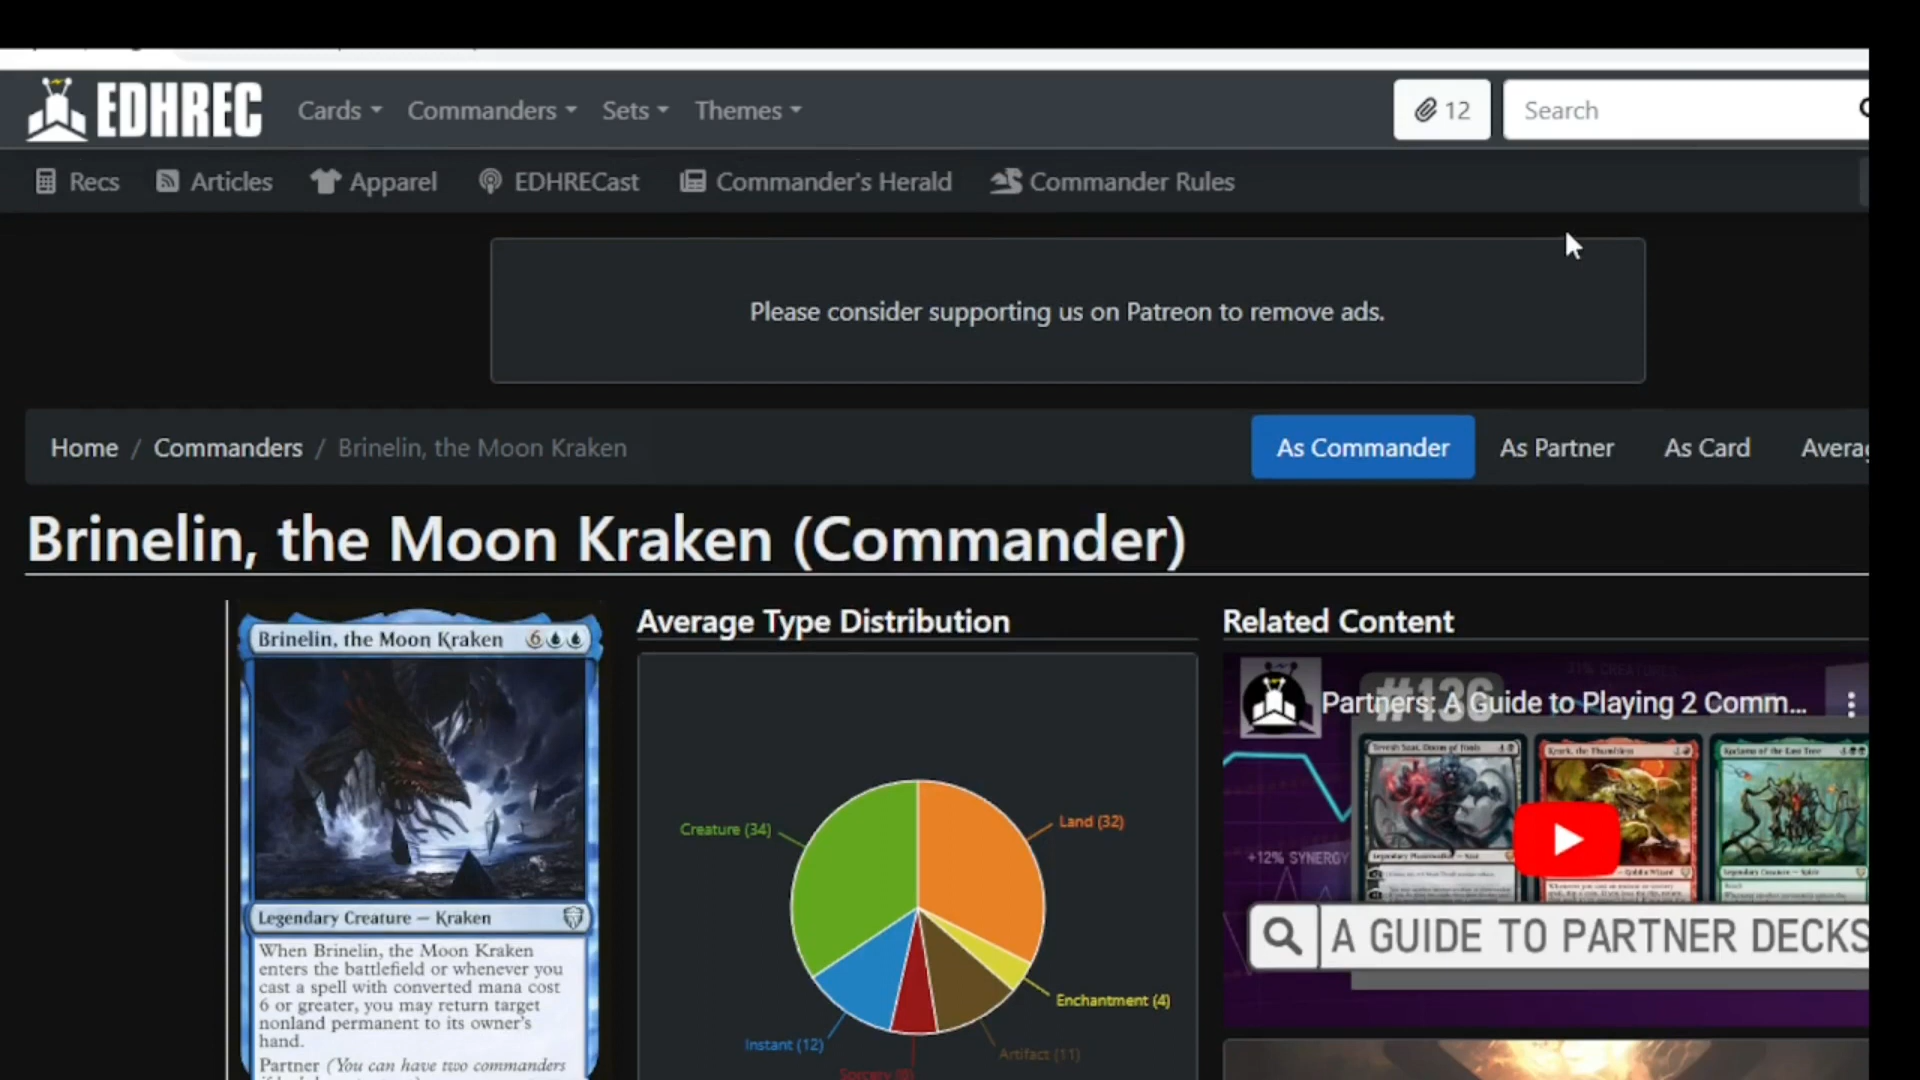 EDHREC
Cards
Commanders
Sets
Themes
12
Search
Recs
Articles
Apparel
EDHRECast
Commander's Herald
Commander Rules
Please consider supporting us on Patreon to remove ads.
Home / Commanders / Brinelin, the Moon Kraken
As Commander
As Partner
As Card
Brinelin, the Moon Kraken (Commander)
Brinelin, the Moon Kraken 6
Legendary Creature — Kraken
When Brinelin, the Moon Kraken
enters the battlefield or whenever you
cast a spell with converted mana cost
6 or greater, you may return target
nonland permanent to its owner's
hand.
Partner (You can have two commanders
Average Type Distribution
Creature (34)
Land (32)
Enchantment (4)
Instant (12)
Artifact (11)
Related Content
#136
Partners: A Guide to Playing 2 Comm...
+12% SYNERGY
A GUIDE TO PARTNER DECKS